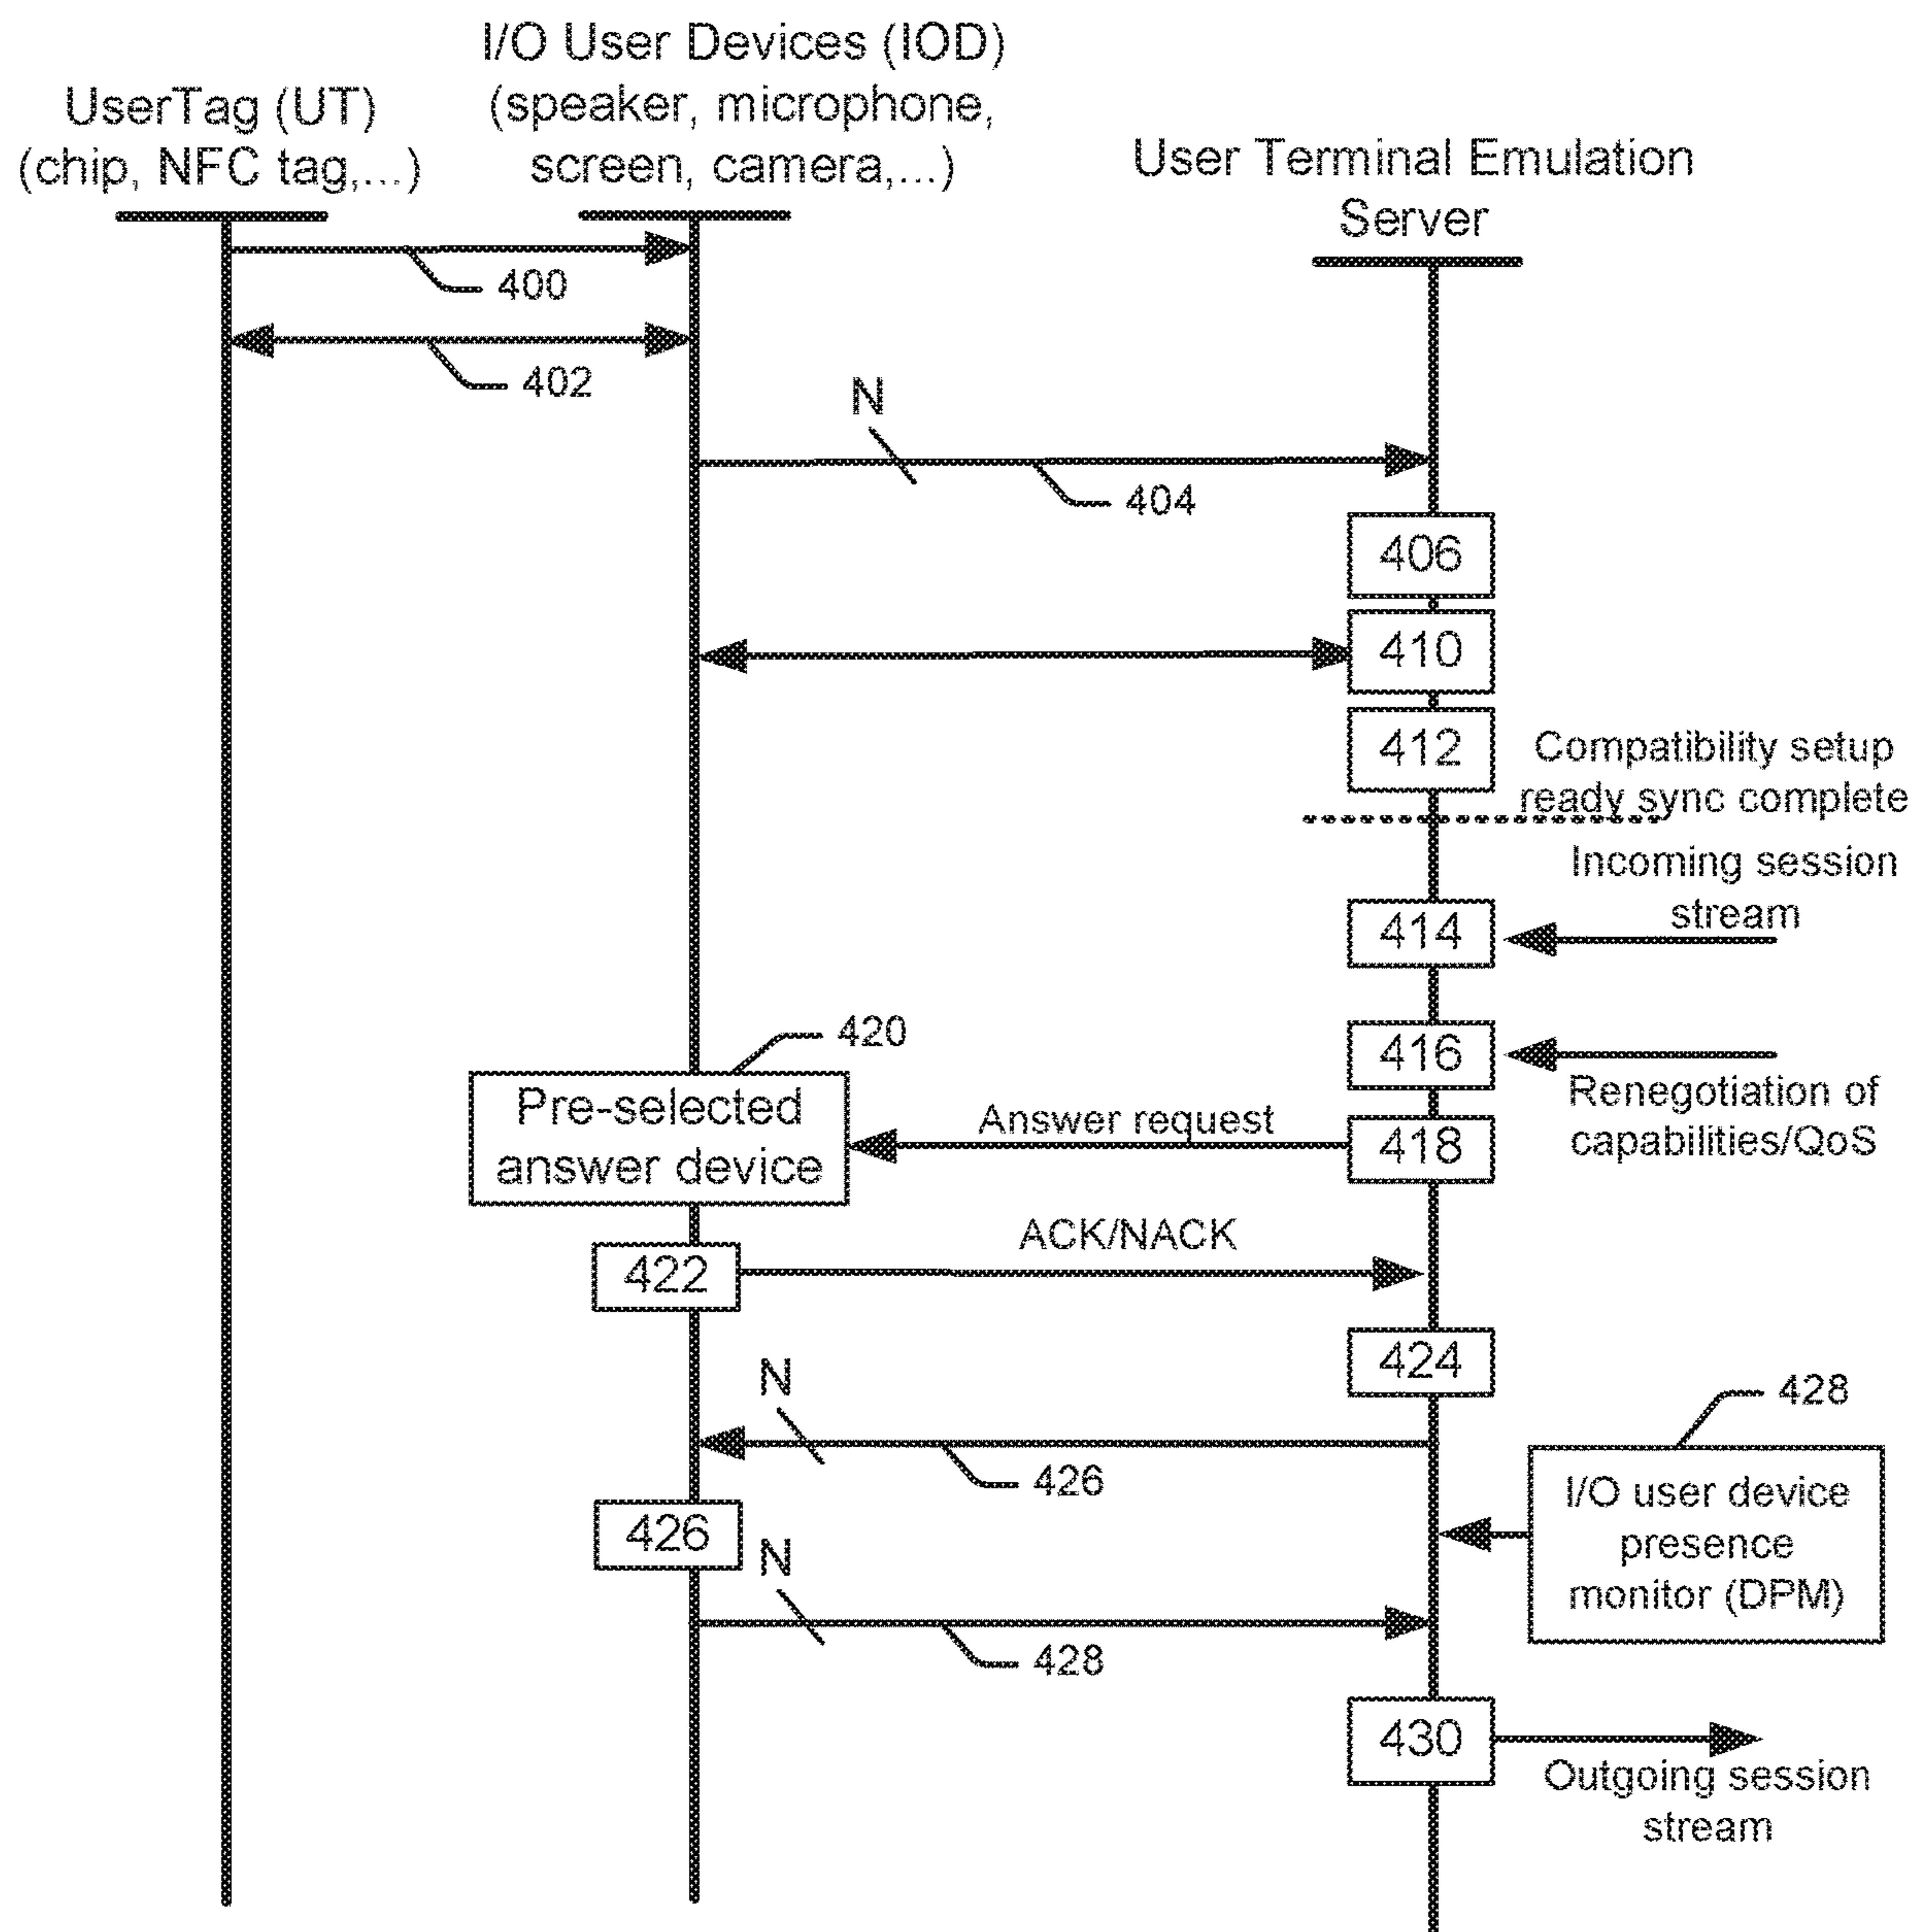 I/O User Devices (IOD)
(speaker, microphone,
screen, camera,...)
UserTag (UT)
(chip, NFC tag,...)
User Terminal Emulation
Server
400
402
N
404
406
410
412
Compatibility setup
ready sync complete
Incoming session
stream
414
420
416
Renegotiation of
capabilities/QoS
Pre-selected
answer device
Answer request
418
ACK/NACK
422
424
N
428
426
I/O user device
presence
monitor (DPM)
426
N
428
430
Outgoing session
stream